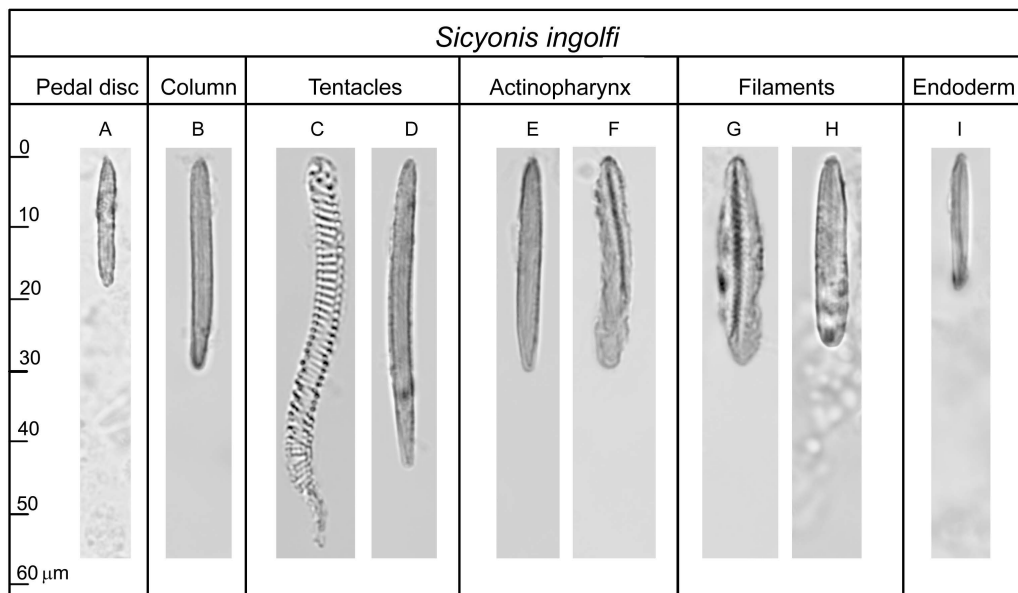 Sicyonis ingolfi
Pedal disc Column Tentacles Actinopharynx Filaments Endoderm
A B C D E F G H I
0
10
20
30
40
50
60 μm